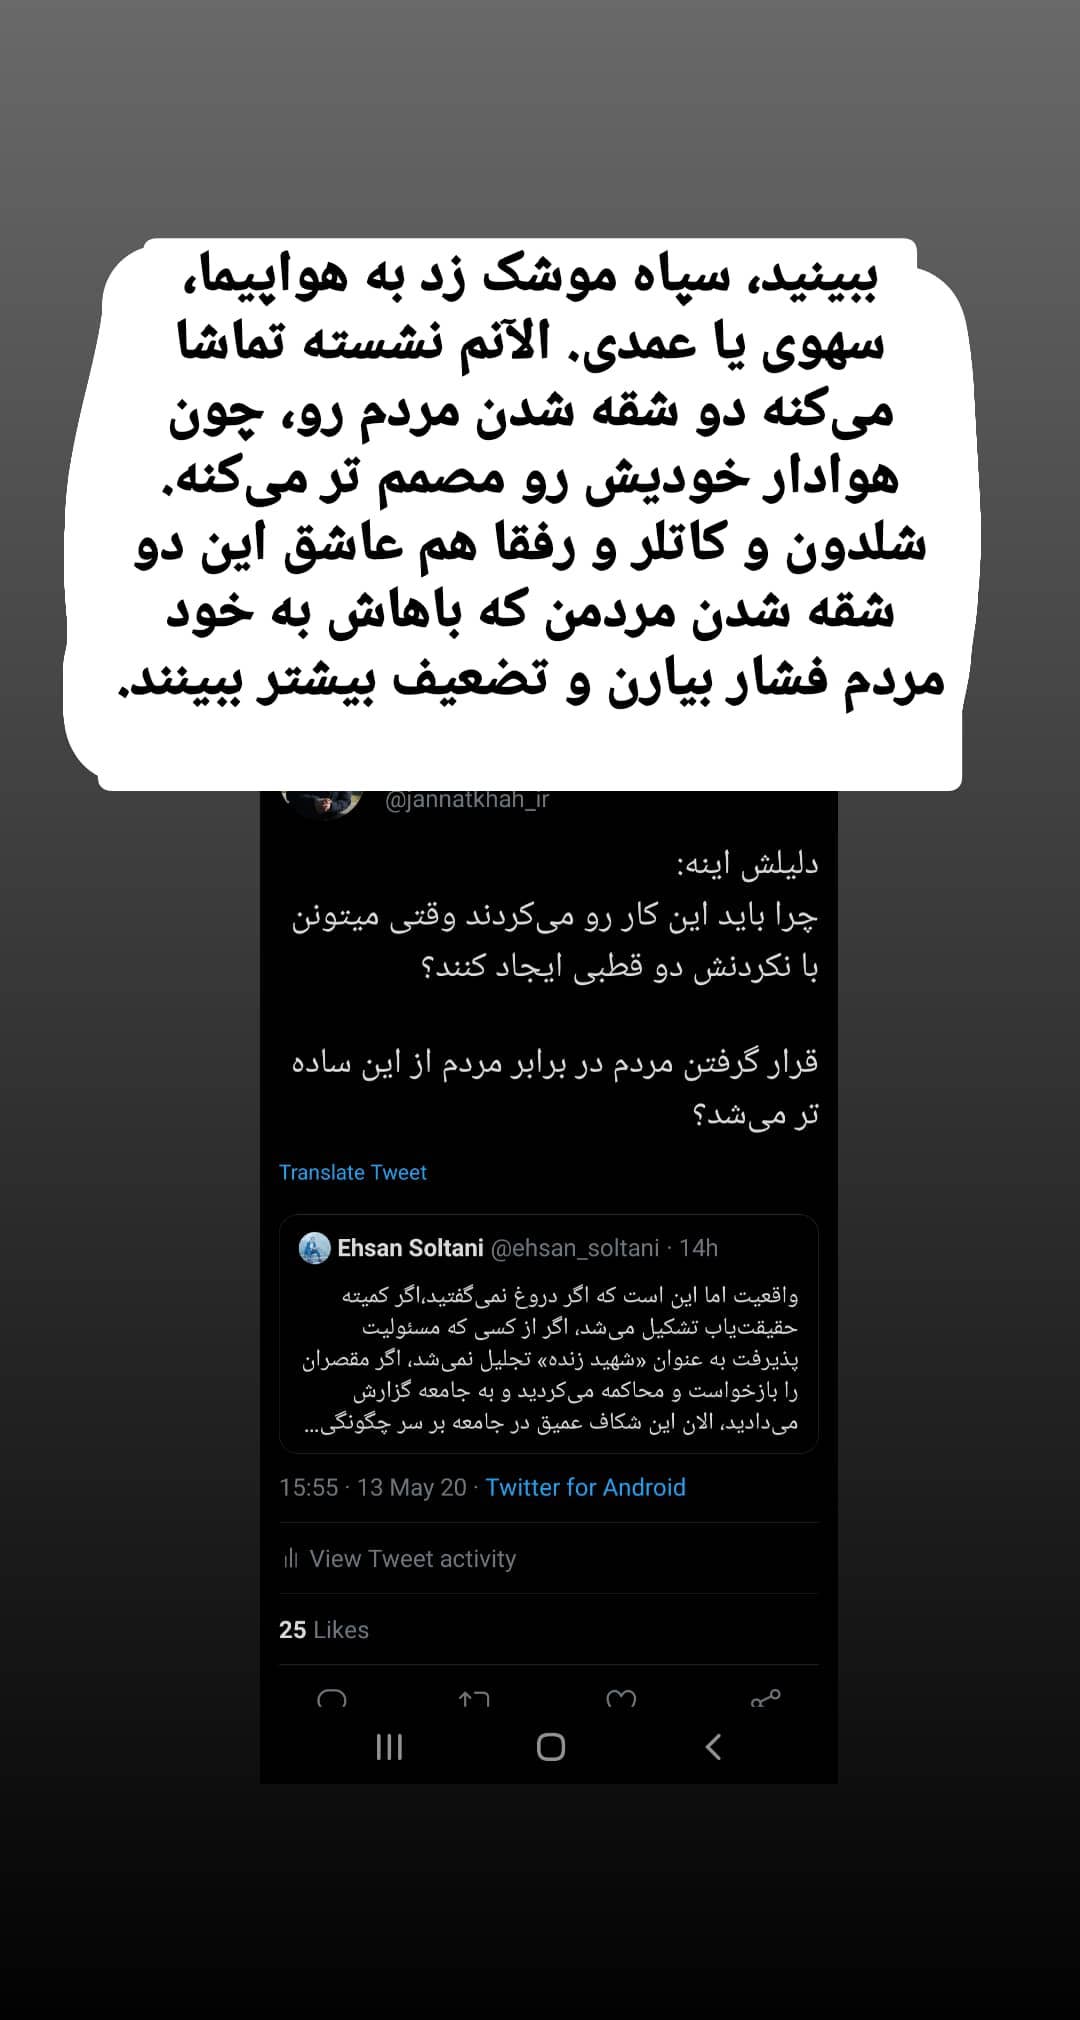 ببینید، سپاه موشک زد به هواپیما،
سهوی یا عمدی. الآنم نشسته تماشا
می‌کنه دو شقه شدن مردم رو، چون
هوادار خودیش رو مصمم تر می‌کنه.
شلدون و کاتلر و رفقا هم عاشق این دو
شقه شدن مردمن که باهاش به خود
مردم فشار بیارن و تضعیف بیشتر ببینند.
@jannatkhah_ir
دلیلش اینه:
چرا باید این کار رو می‌کردند وقتی میتونن
با نکردنش دو قطبی ایجاد کنند؟
قرار گرفتن مردم در برابر مردم از این ساده
تر می‌شد؟
Translate Tweet
Ehsan Soltani @ehsan_soltani · 14h
واقعیت اما این است که اگر دروغ نمی‌گفتید،اگر کمیته
حقیقت‌یاب تشکیل می‌شد، اگر از کسی که مسئولیت
پذیرفت به عنوان «شهید زنده» تجلیل نمی‌شد، اگر مقصران
را بازخواست و محاکمه می‌کردید و به جامعه گزارش
می‌دادید، الان این شکاف عمیق در جامعه بر سر چگونگی...
15:55 · 13 May 20 · Twitter for Android
View Tweet activity
25 Likes